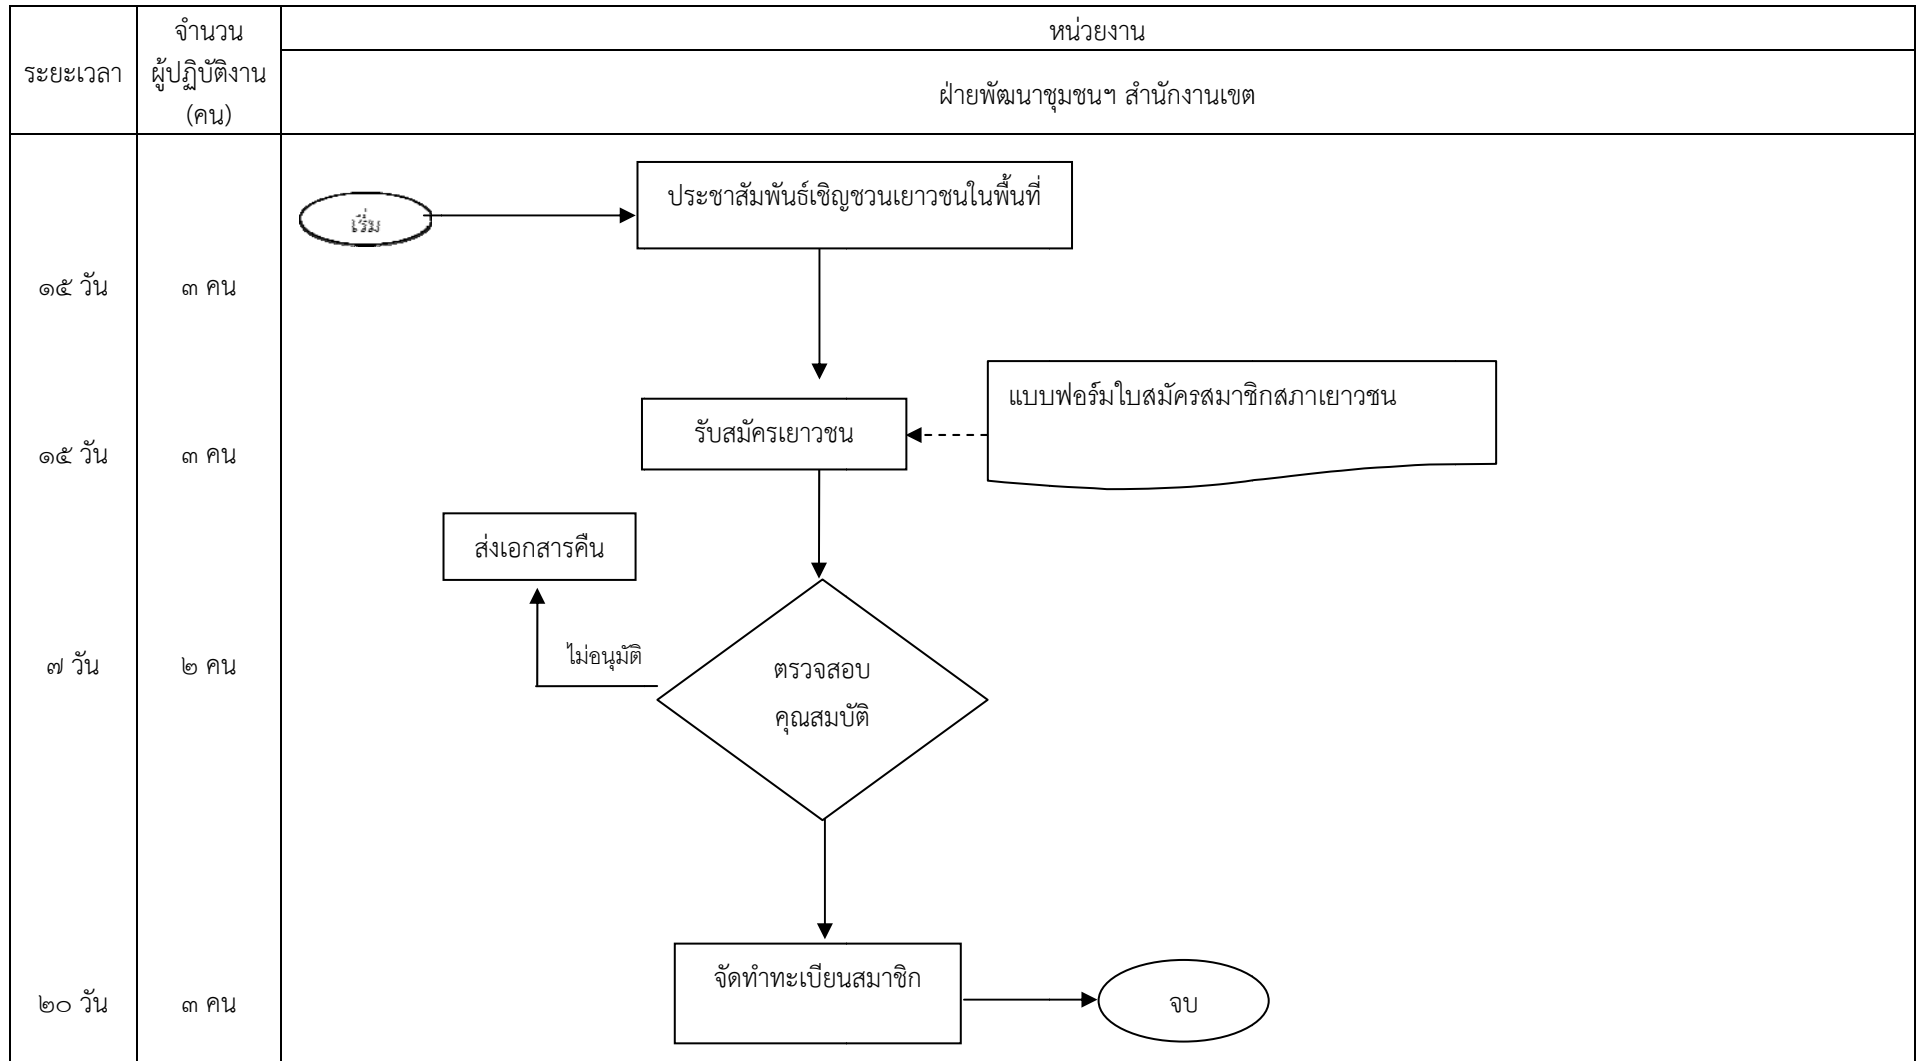 ระยะเวลา
จำนวน
ผู้ปฏิบัติงาน
(คน)
หน่วยงาน
ฝ่ายพัฒนาชุมชนฯ สำนักงานเขต
เริ่ม
ประชาสัมพันธ์เชิญชวนเยาวชนในพื้นที่
๑๕ วัน
๓ คน
แบบฟอร์มใบสมัครสมาชิกสภาเยาวชน
รับสมัครเยาวชน
๑๕ วัน
๓ คน
ส่งเอกสารคืน
ไม่อนุมัติ
๗ วัน
๒ คน
ตรวจสอบ
คุณสมบัติ
จัดทำทะเบียนสมาชิก
๒๐ วัน
๓ คน
จบ